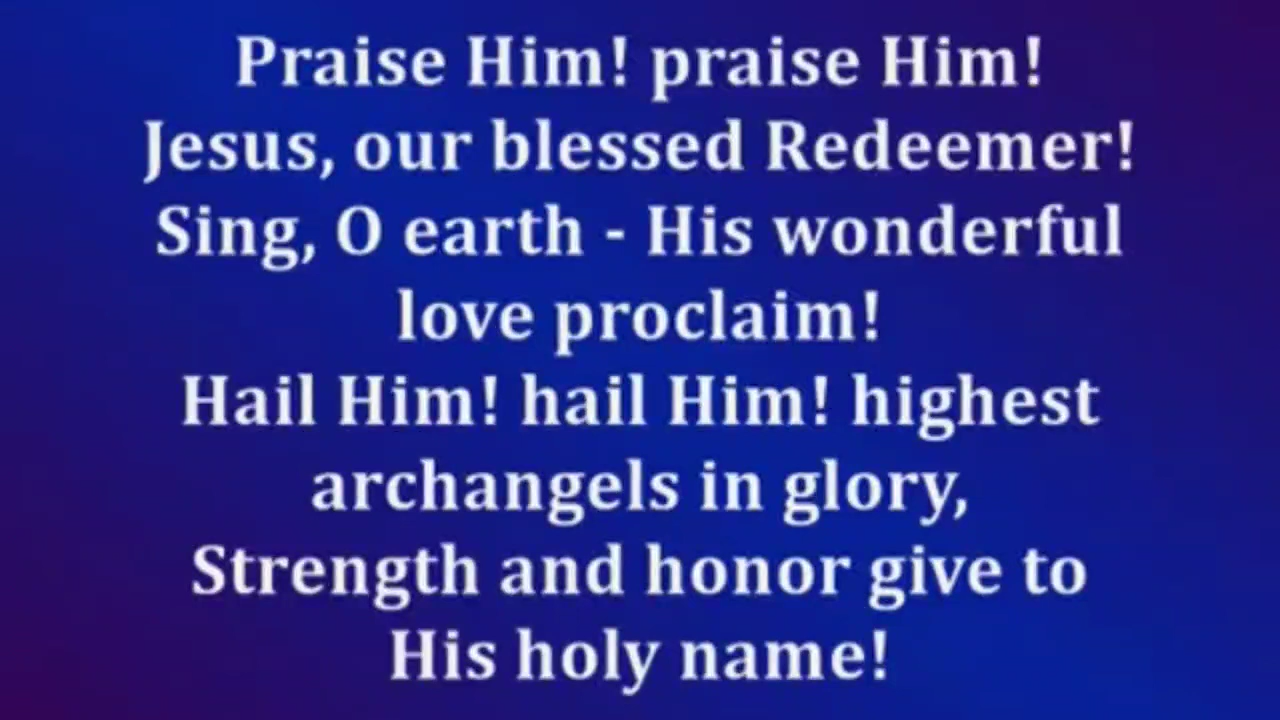 Praise Him! praise Him!
Jesus, our blessed Redeemer!
Sing, O earth - His wonderful
love proclaim!
Hail Him! hail Him! highest
archangels in glory,
Strength and honor give to
His holy name!